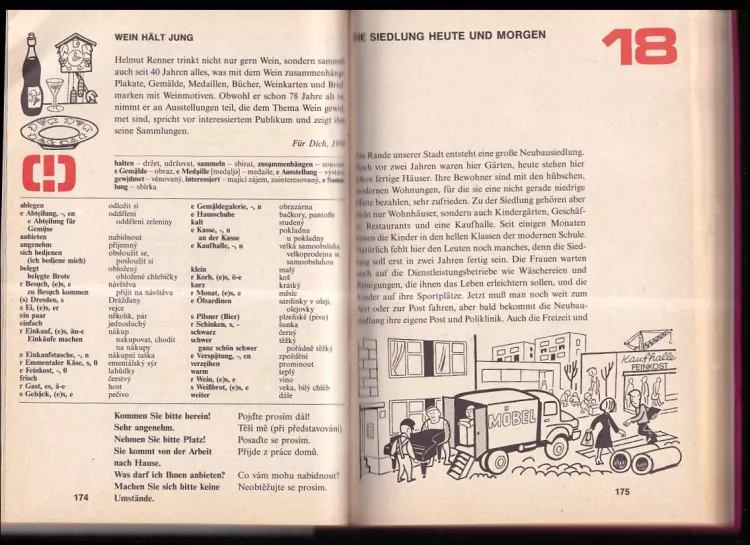 WEIN HÄLT JUNG
Helmut Renner trinkt nicht nur gern Wein, sondern
auch seit 40 Jahren alles, was mit dem Wein zusammenhängt
Plakate, Gemälde, Medaillen, Bücher, Weinkarten und
marken mit Weinmotiven. Obwohl er schon 78 Jahre alt
nimmt er an Ausstellungen teil, die dem Thema Wein
met sind, spricht vor interessiertem Publikum und zeigt
seine Sammlungen.
Für Dich,
halten – držet, udržovat, sammeln – sbírat, zusammenhängen –
s Gemälde – obraz, e Medaille [medalja] – medaile, e Ausstellung –
gewidmet – věnovaný, interessiert – mající zájem, zainteresovaný, e
lung – sbírka
ablegen odložit si
e Abteilung, -, en oddělení
e Abteilung für oddělení zeleniny
Gemüse
anbieten nabídnout
angenehm příjemný
sich bedienen obsloužit se,
(ich bediene mich) posloužit si
belegt obložený
belegte Brote obložené chlebíčky
r Besuch, (e)s, e návštěva
zu Besuch kommen přijít na návštěvu
(s) Dresden, s Drážďany
s Ei, (e)s, er vejce
ein paar několik, pár
einfach jednoduchý
r Einkauf, (e)s, äu-e nákup
Einkäufe machen nakupovat, chodit
na nákupy
e Einkaufstasche, -, n nákupní taška
r Emmentaler Käse, s, 0 ementálský sýr
e Feinkost, -, 0 lahůdky
frisch čerstvý
r Gast, es, ä-e host
s Gebäck, (e)s, e pečivo
e Gemäldegalerie, -, n obrazárna
e Hausschuhe bačkory, pantofle
kalt studený
e Kasse, -, n pokladna
an der Kasse u pokladny
e Kaufhalle, -, n velká samoobsluha,
velkoprodejna se
samoobsluhou
klein malý
r Korb, (e)s, ö-e koš
kurz krátký
r Monat, (e)s, e měsíc
e Ölsardinen sardinky v oleji,
olejovky
s Pilsner (Bier) plzeňské (pivo)
r Schinken, s, - šunka
schwarz černý
schwer těžký
ganz schön schwer pořádně těžký
e Verspätung, -, en zpoždění
verzeihen prominout
warm teplý
r Wein, (e)s, e víno
s Weißbrot, (e)s, e veka, bílý chléb
weiter dále
Kommen Sie bitte herein! Pojďte prosím dál!
Sehr angenehm. Těší mě (při představování)
Nehmen Sie bitte Platz! Posaďte se prosím.
Sie kommt von der Arbeit Přijde z práce domů.
nach Hause.
Was darf ich Ihnen anbieten? Co vám mohu nabídnout?
Machen Sie sich bitte keine Neobtěžujte se prosím.
Umstände.
174
DIE SIEDLUNG HEUTE UND MORGEN
18
Rande unserer Stadt entsteht eine große Neubausiedlung.
vor zwei Jahren waren hier Gärten, heute stehen hier
fertige Häuser. Ihre Bewohner sind mit den hübschen,
modernen Wohnungen, für die sie eine nicht gerade niedrige
bezahlen, sehr zufrieden. Zu der Siedlung gehören aber
nicht nur Wohnhäuser, sondern auch Kindergärten, Geschäf-
Restaurants und eine Kaufhalle. Seit einigen Monaten
die Kinder in den hellen Klassen der modernen Schule.
Natürlich fehlt hier den Leuten noch manches, denn die Sied-
soll erst in zwei Jahren fertig sein. Die Frauen warten
auf die Dienstleistungsbetriebe wie Wäschereien und
Reinigungen, die ihnen das Leben erleichtern sollen, und die
Kinder auf ihre Sportplätze. Jetzt muß man noch weit zum
oder zur Post fahren, aber bald bekommt die Neubau-
siedlung ihre eigene Post und Poliklinik. Auch die Freizeit und
Kaufhalle
FEINKOST
MÖBEL
175